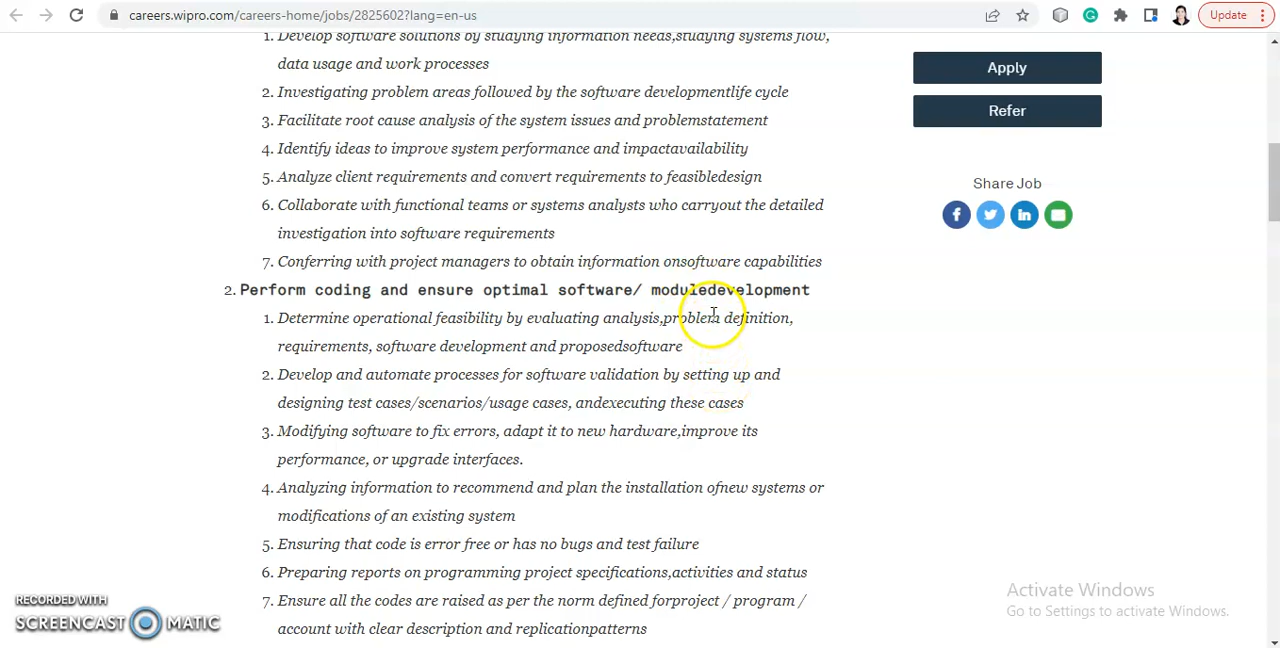 careers.wipro.com/careers-home/jobs/2825602?lang=en-us
Update
1. Develop software solutions by studying information needs,studying systems flow,
data usage and work processes
2. Investigating problem areas followed by the software developmentlife cycle
3. Facilitate root cause analysis of the system issues and problemstatement
4. Identify ideas to improve system performance and impactavailability
5. Analyze client requirements and convert requirements to feasibledesign
6. Collaborate with functional teams or systems analysts who carryout the detailed
investigationinto software requirements
7. Conferring with project managers to obtain information onsoftware capabilities
2. Perform coding and ensure optimal software/ moduledevelopment
1. Determine operational feasibility by evaluating analysis,problem definition,
requirements, software development and proposedsoftware
2. Develop and automate processes for software validation by setting up and
designing test cases/scenarios/usage cases, andexecuting these cases
3. Modifying software to fix errors, adapt it to new hardware,improve its
performance, or upgrade interfaces.
4. Analyzing information to recommend and plan the installation ofnew systems or
modifications of an existing system
5. Ensuring that code is error free or has no bugs and test failure
6. Preparing reports on programming project specifications,activities and status
7. Ensure all the codes are raised as per the norm defined forproject / program /
account with clear description and replicationpatterns
Apply
Refer
Share Job
Activate Windows
Go to Settings to activate Windows.
RECORDED WITH
SCREENCAST MATIC